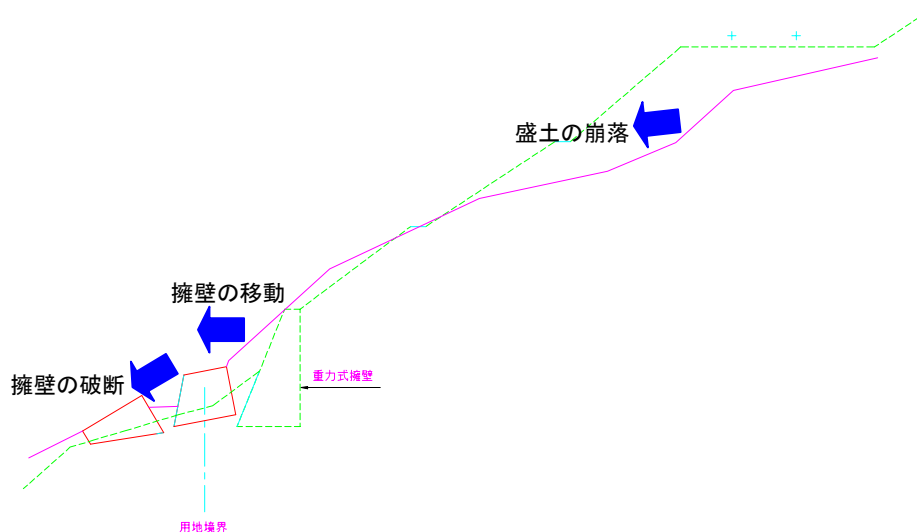 盛土の崩落
擁壁の移動
擁壁の破断
重力式擁壁
用地境界